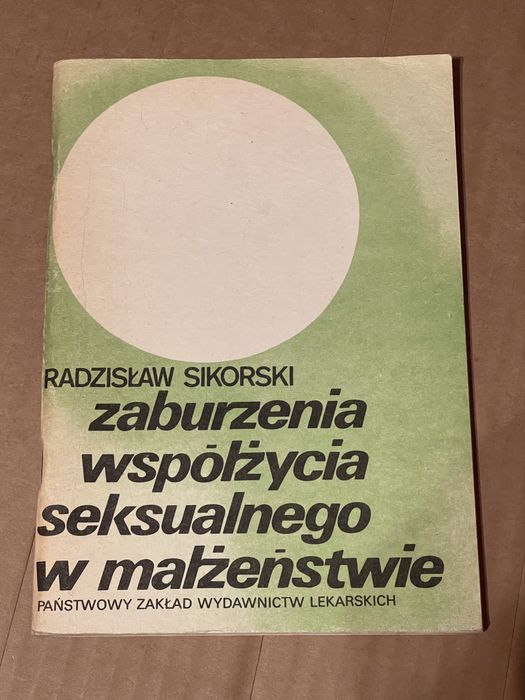 RADZISŁAW SIKORSKI
zaburzenia
współżycia
seksualnego
w małżeństwie
PAŃSTWOWY ZAKŁAD WYDAWNICTW LEKARSKICH